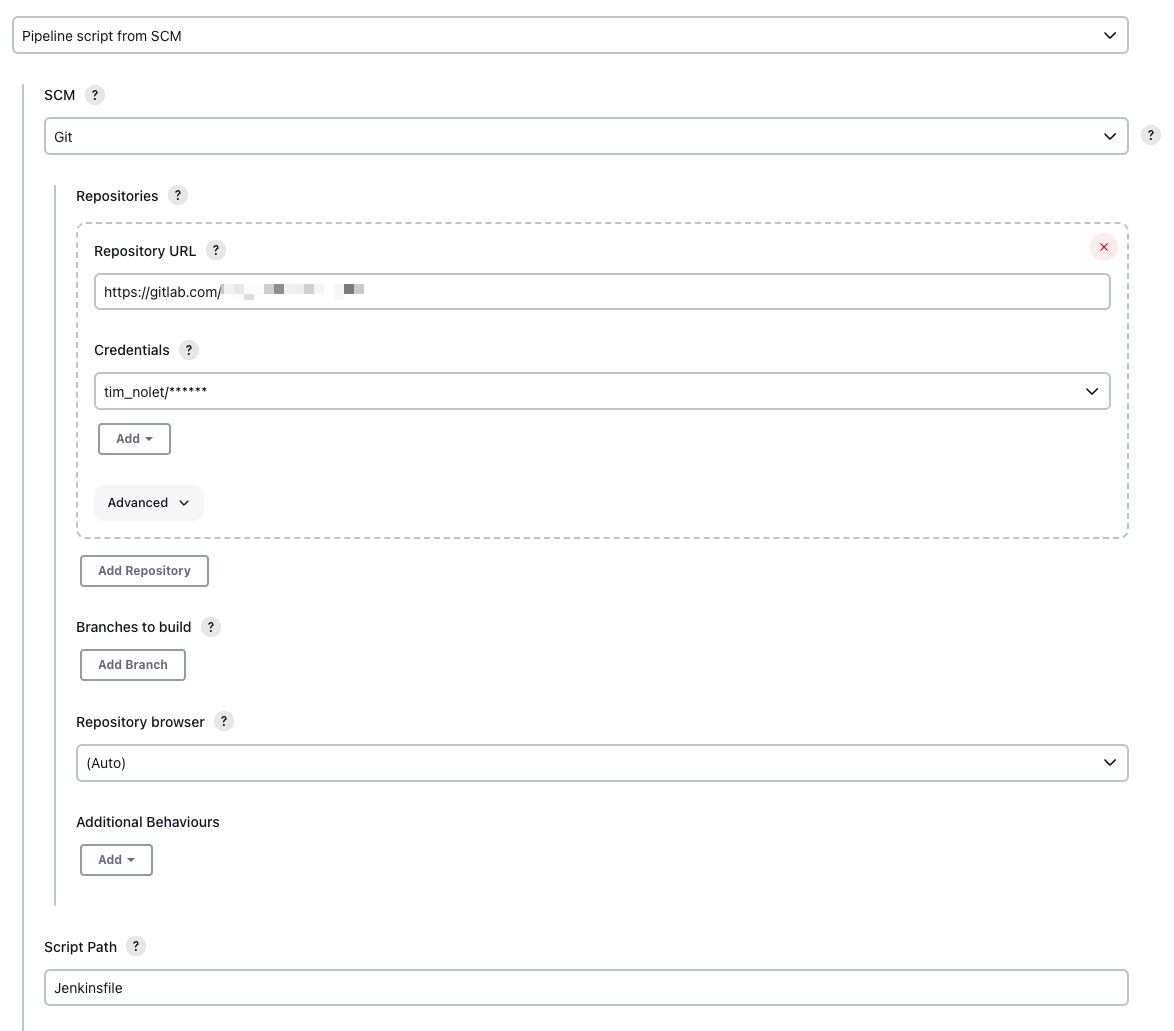 Pipeline script from SCM
SCM ?
Git
?
Repositories ?
Repository URL ?
https://gitlab.com/
Credentials ?
tim_nolet/******
Add
Advanced
Add Repository
Branches to build ?
Add Branch
Repository browser ?
(Auto)
Additional Behaviours
Add
Script Path ?
Jenkinsfile